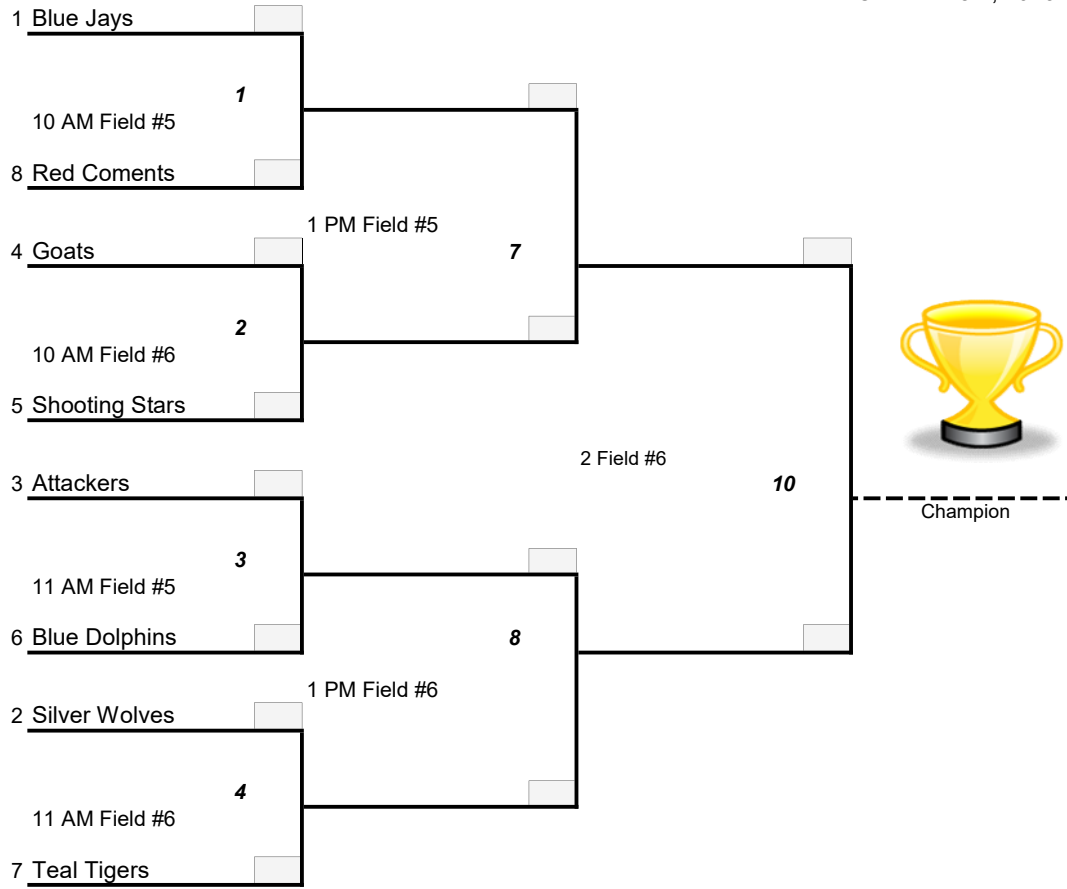 1 Blue Jays
1
10 AM Field #5
8 Red Coments
1 PM Field #5
4 Goats
7
2
10 AM Field #6
5 Shooting Stars
2 Field #6
3 Attackers
10
Champion
3
11 AM Field #5
6 Blue Dolphins
8
1 PM Field #6
2 Silver Wolves
4
11 AM Field #6
7 Teal Tigers